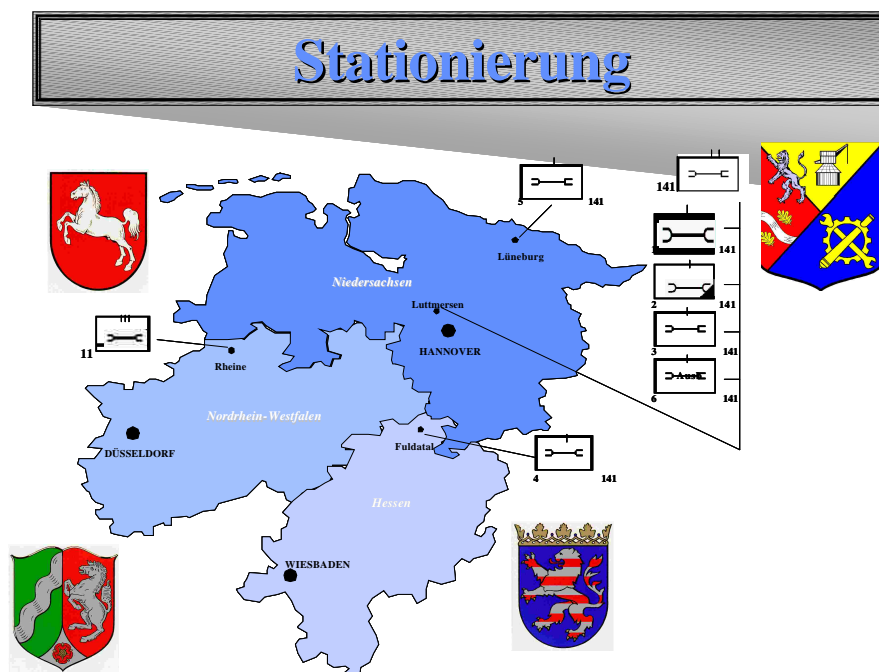 Stationierung
5 141
141
Lüneburg
141
Niedersachsen
2 141
Luttmersen
3 141
HANNOVER
11
Rheine
6 Ausb 141
Nordrhein-Westfalen
DÜSSELDORF
Fuldatal
4 141
Hessen
WIESBADEN